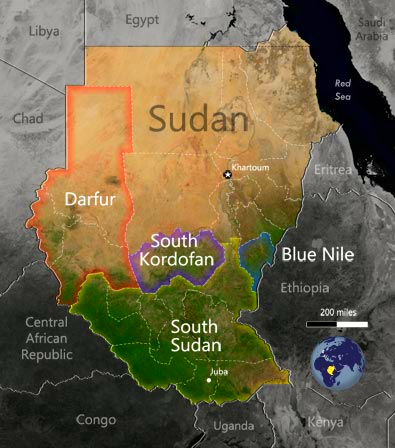 Libya
Egypt
Saudi
Arabia
Red
Sea
Chad
Sudan
Khartoum
Eritrea
Darfur
South
Kordofan
Blue Nile
Ethiopia
200 miles
Central
African
Republic
South
Sudan
Juba
Congo
Uganda
Kenya